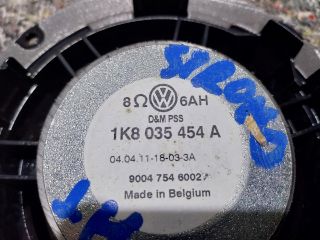 8Ω 6AH
D&M PSS
1K8 035 454 A
04.04.11-18-03-3A
9004 754 6002
Made in Belgium